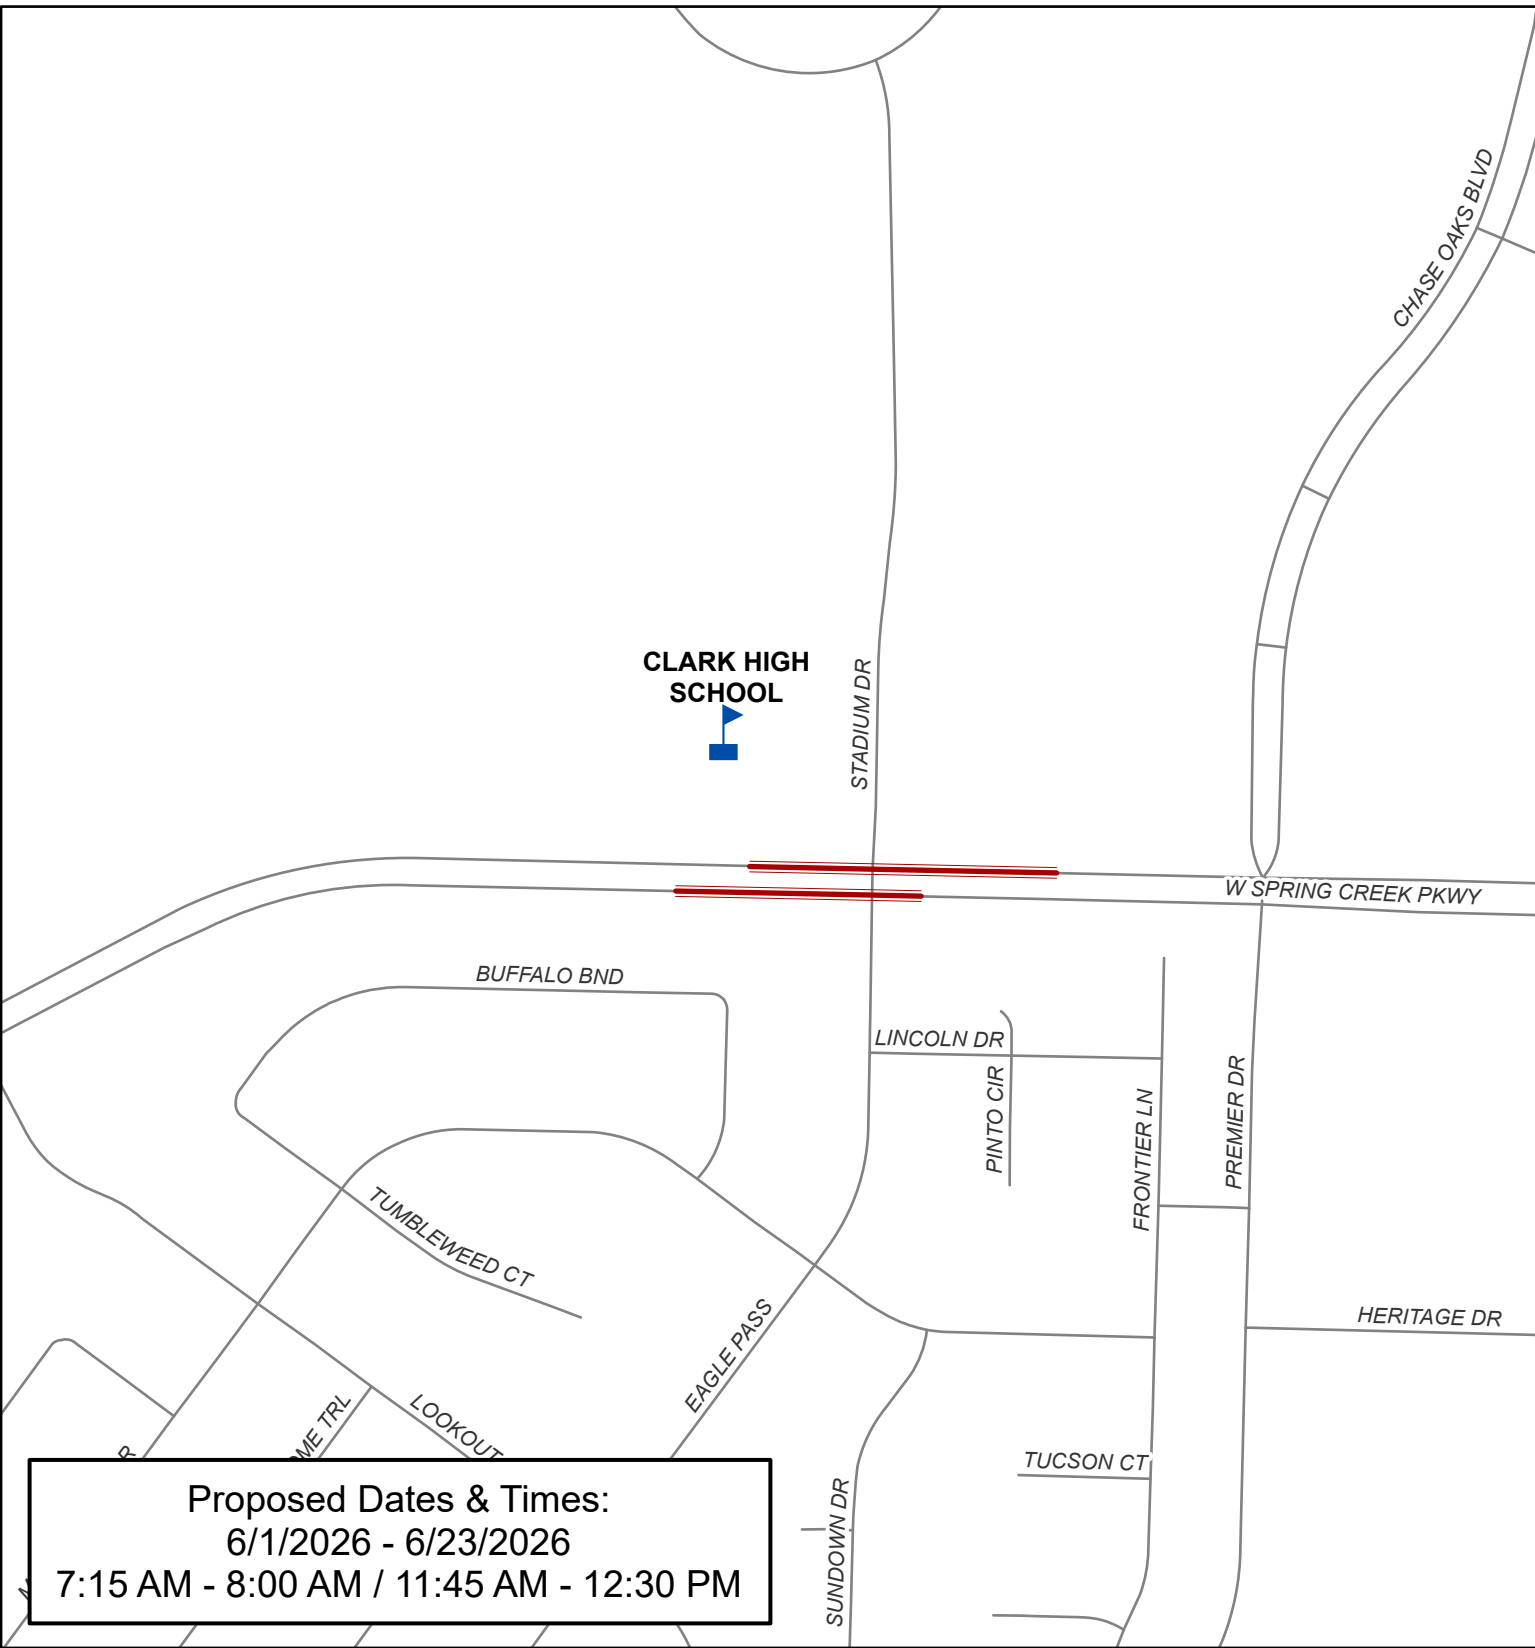 CHASE OAKS BLVD
CLARK HIGH
SCHOOL
STADIUM DR
W SPRING CREEK PKWY
BUFFALO BND
LINCOLN DR
PINTO CIR
FRONTIER LN
PREMIER DR
TUMBLEWEED CT
EAGLE PASS
HERITAGE DR
OME TRL
LOOKOUT
R
TUCSON CT
SUNDOWN DR
Proposed Dates & Times:
6/1/2026 - 6/23/2026
7:15 AM - 8:00 AM / 11:45 AM - 12:30 PM